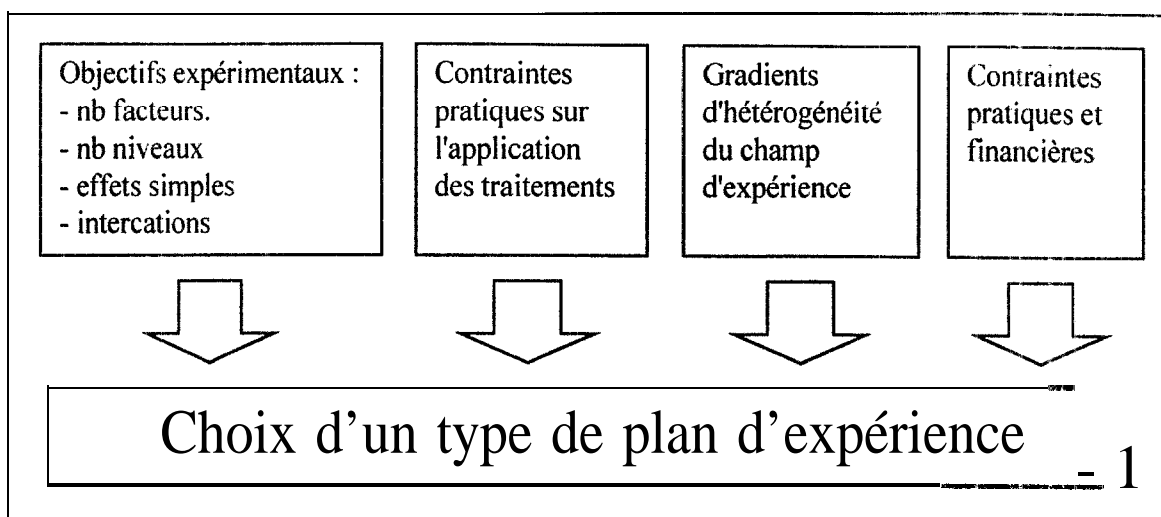 Objectifs expérimentaux :
- nb facteurs.
- nb niveaux
- effets simples
- intercations
Contraintes
pratiques sur
l'application
des traitements
Gradients
d'hétérogénéité
du champ
d'expérience
Contraintes
pratiques et
financières
Choix d'un type de plan d'expérience
- 1